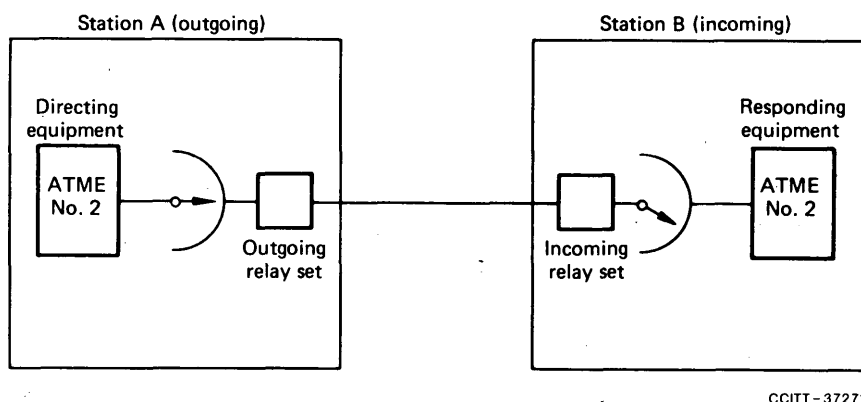 Station A (outgoing)
Station B (incoming)
Directing
equipment
ATME
No. 2
Outgoing
relay set
Incoming
relay set
Responding
equipment
ATME
No. 2
CCITT-3727